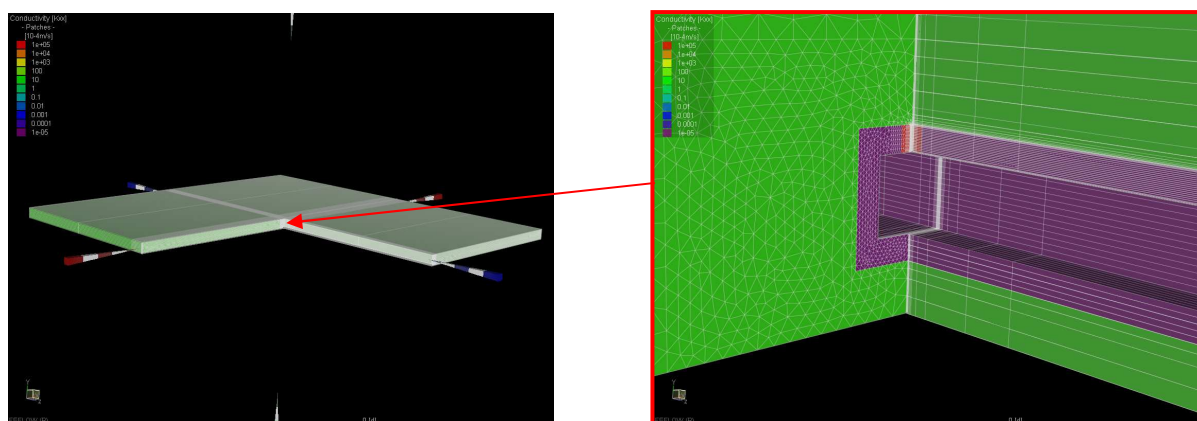 Conductivity [Kxx]
- Patches -
[10-4m/s]
1e+05
1e+04
1e+03
100
10
1
0.1
0.01
0.001
0.0001
1e-05
Y
Z
FEFLOW (R)
Conductivity [Kxx]
- Patches -
[10-4m/s]
1e+05
1e+04
1e+03
100
10
1
0.1
0.01
0.001
0.0001
1e-05
Y
Z
FEFLOW (R)